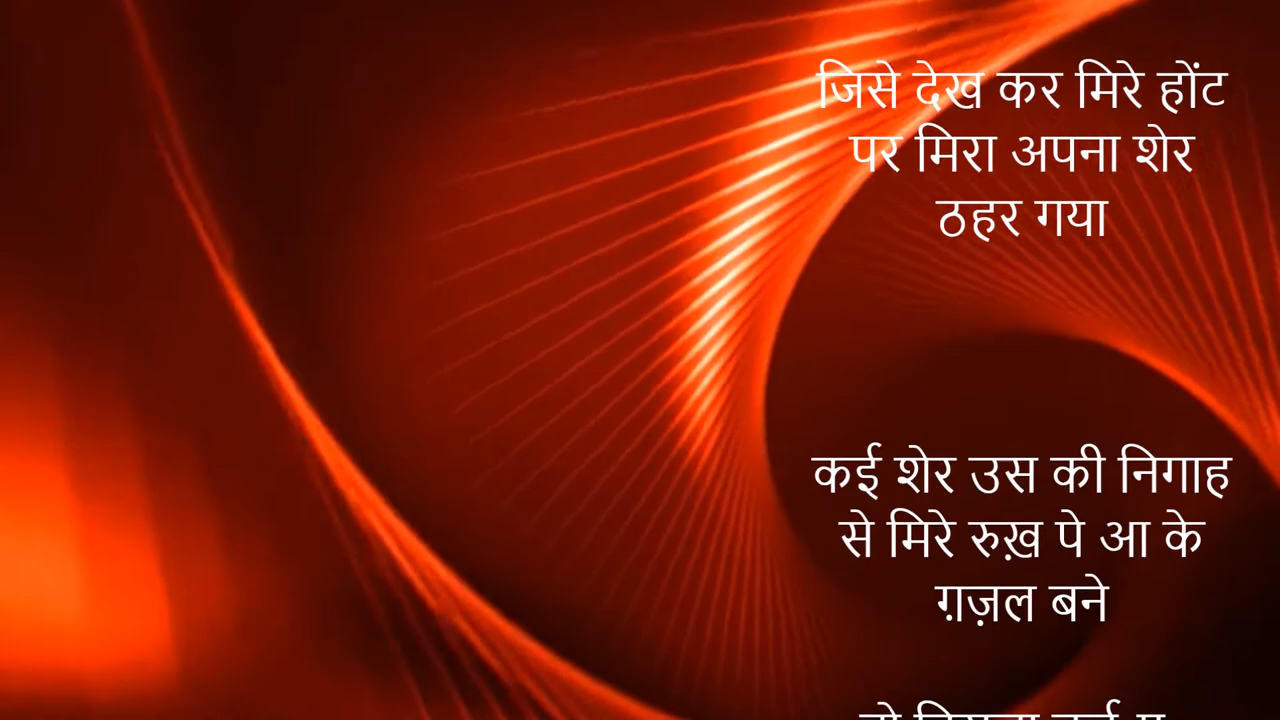 जिसे देख कर मिरे होंट
पर मिरा अपना शेर
ठहर गया
कई शेर उस की निगाह
से मिरे रुख़ पे आ के
ग़ज़ल बने